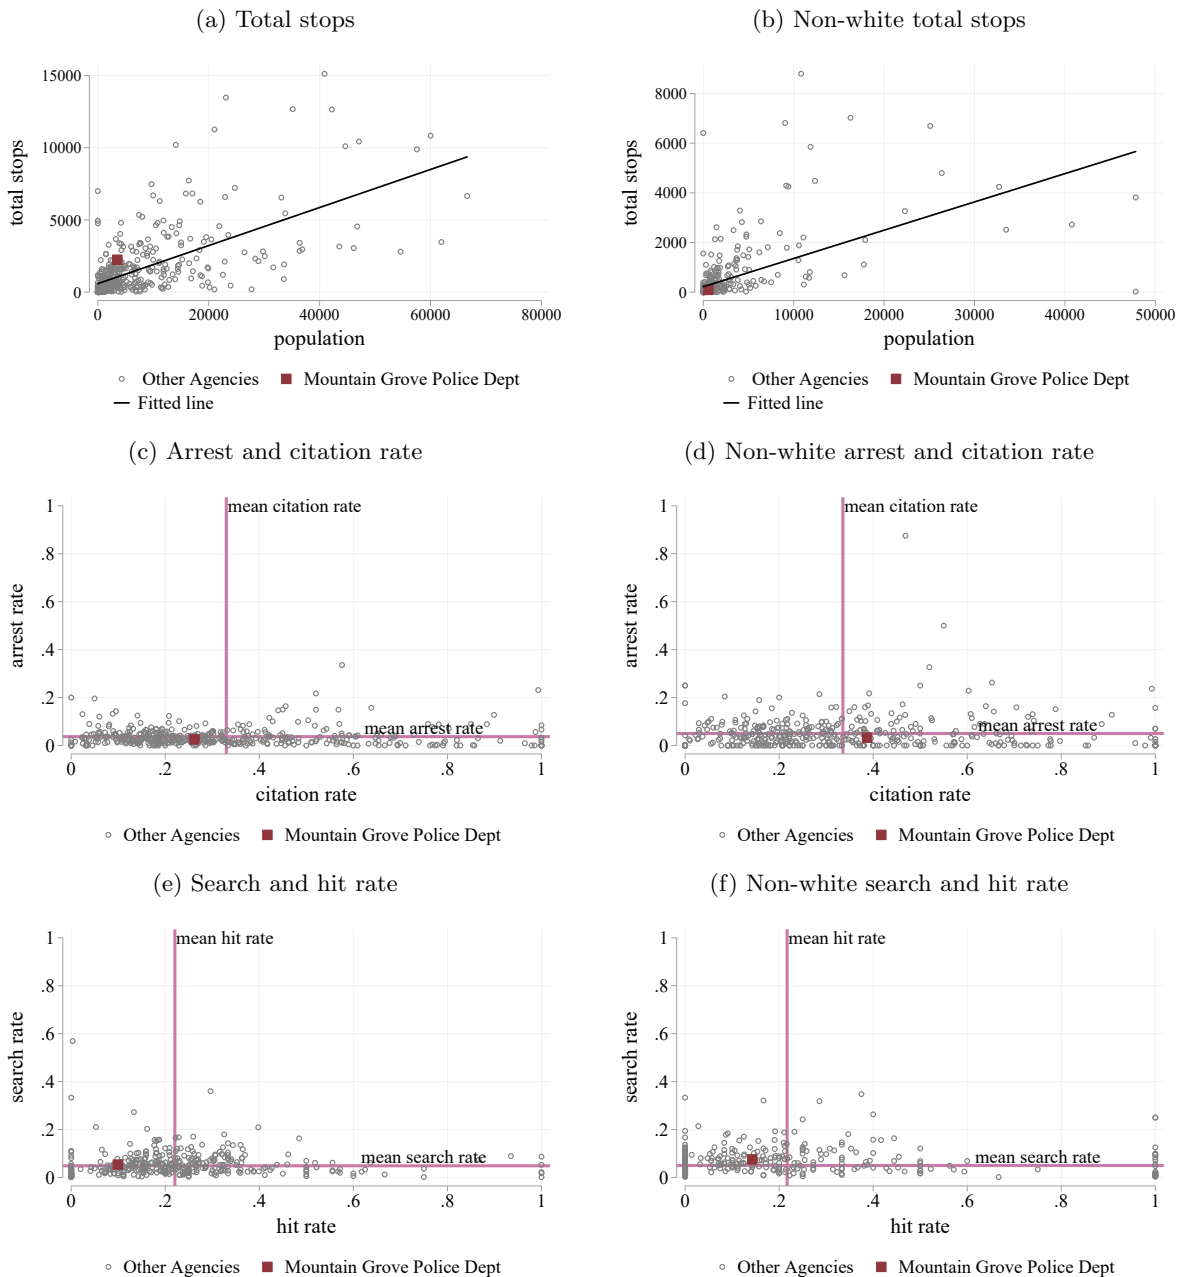 (a) Total stops
15000
10000
5000
0
total stops
0 20000 40000 60000 80000
population
Other Agencies Mountain Grove Police Dept
Fitted line
(b) Non-white total stops
8000
6000
4000
2000
0
total stops
0 10000 20000 30000 40000 50000
population
Other Agencies Mountain Grove Police Dept
Fitted line
(c) Arrest and citation rate
1
.8
.6
.4
.2
0
arrest rate
mean citation rate
mean arrest rate
0 .2 .4 .6 .8 1
citation rate
Other Agencies Mountain Grove Police Dept
(d) Non-white arrest and citation rate
1
.8
.6
.4
.2
0
arrest rate
mean citation rate
mean arrest rate
0 .2 .4 .6 .8 1
citation rate
Other Agencies Mountain Grove Police Dept
(e) Search and hit rate
1
.8
.6
.4
.2
0
search rate
mean hit rate
mean search rate
0 .2 .4 .6 .8 1
hit rate
Other Agencies Mountain Grove Police Dept
(f) Non-white search and hit rate
1
.8
.6
.4
.2
0
search rate
mean hit rate
mean search rate
0 .2 .4 .6 .8 1
hit rate
Other Agencies Mountain Grove Police Dept